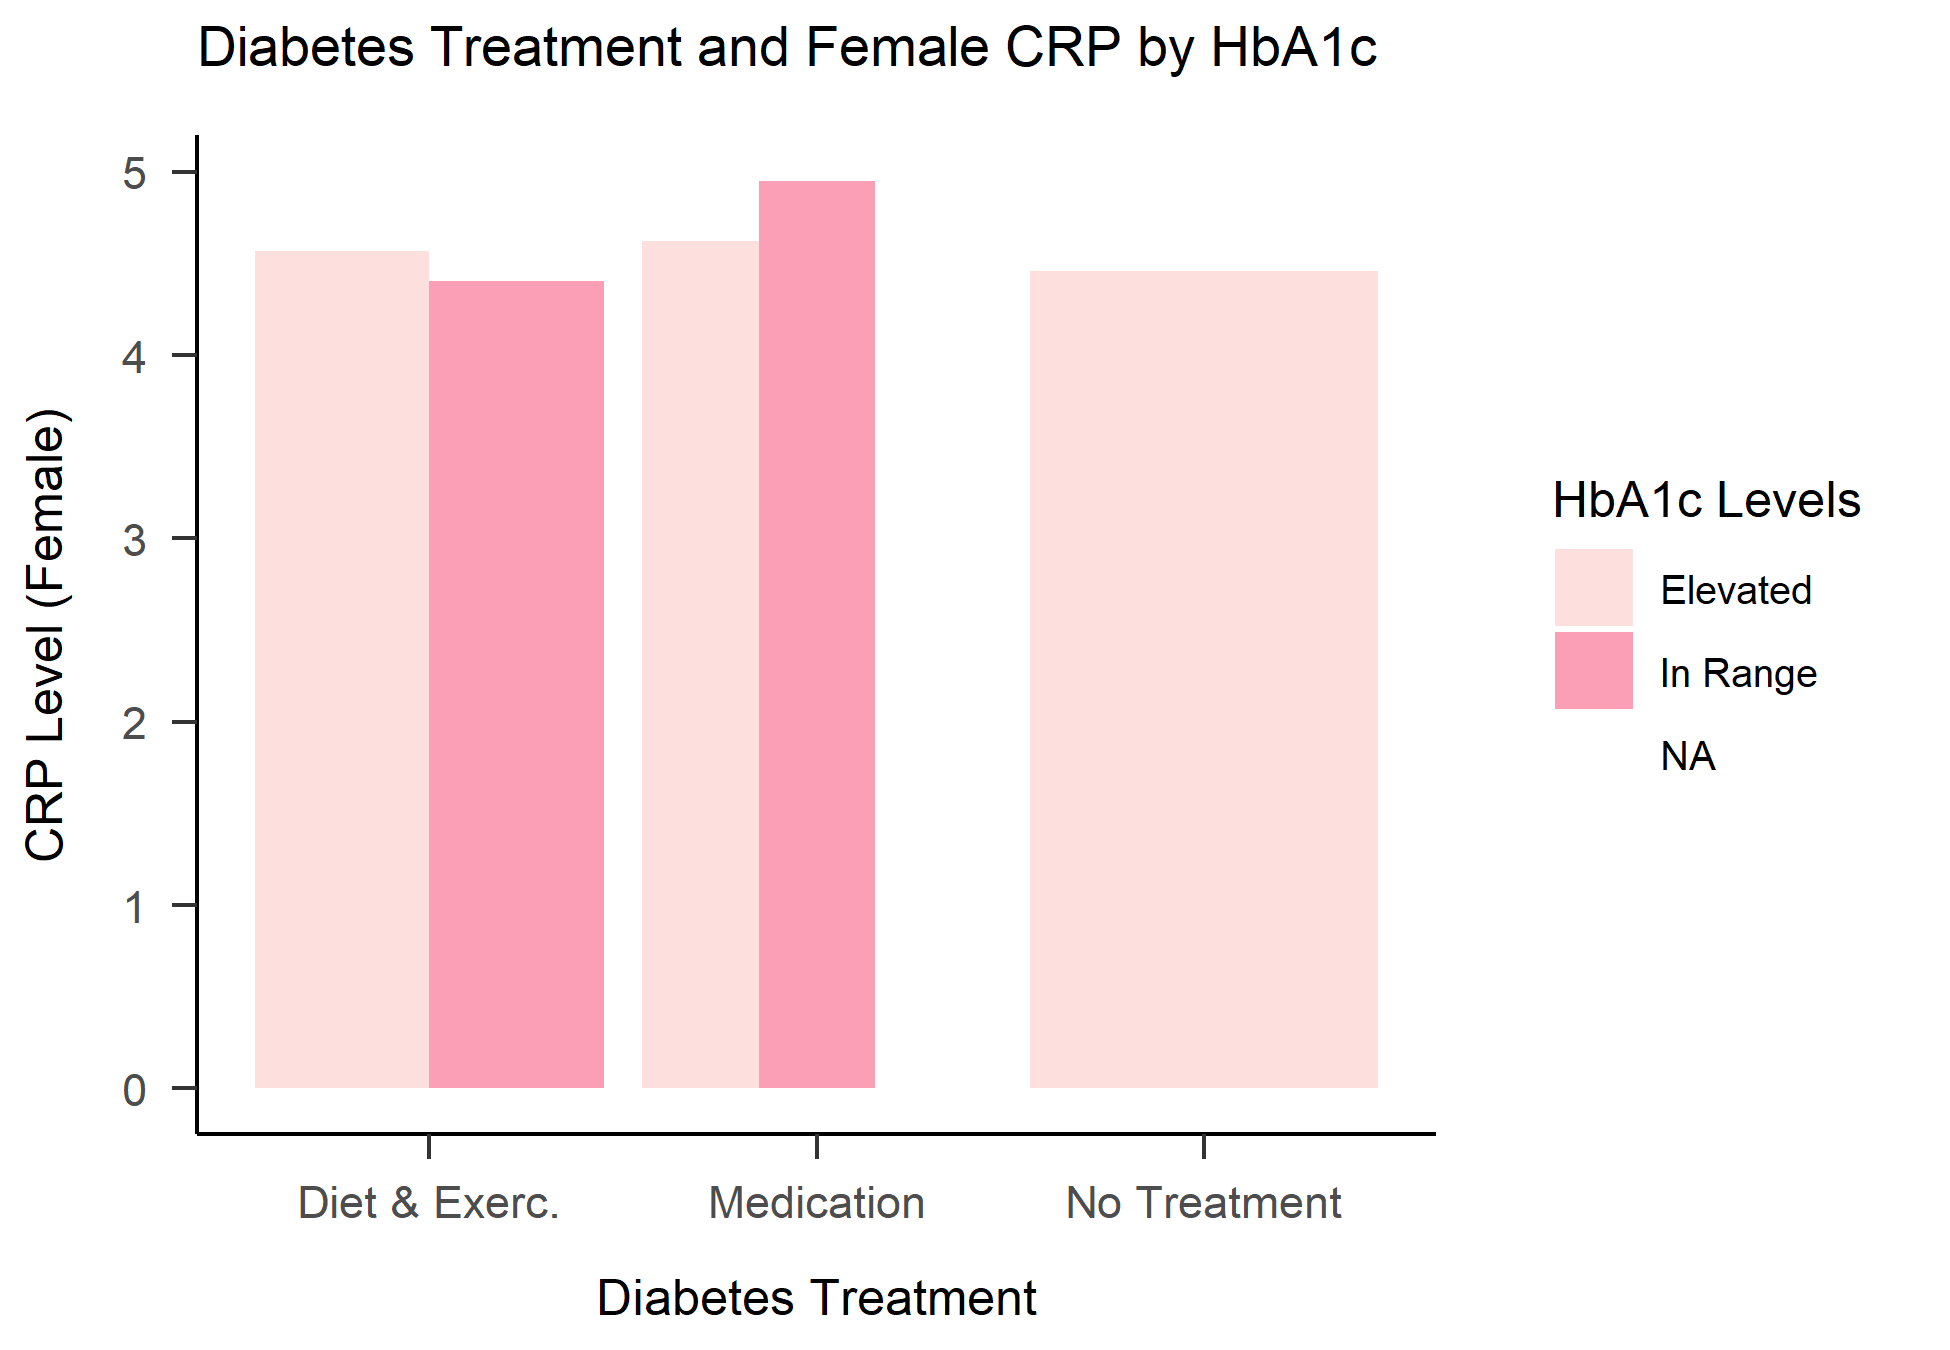 Diabetes Treatment and Female CRP by HbA1c
5
4
3
2
1
0
CRP Level (Female)
Diet & Exerc.
Medication
No Treatment
Diabetes Treatment
HbA1c Levels
Elevated
In Range
NA